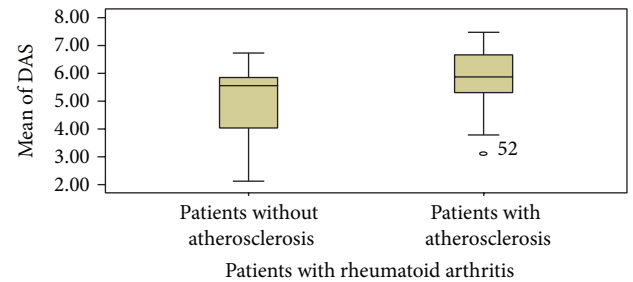 8.00
7.00
6.00
5.00
4.00
3.00
2.00
Mean of DAS
52
Patients without
atherosclerosis
Patients with
atherosclerosis
Patients with rheumatoid arthritis